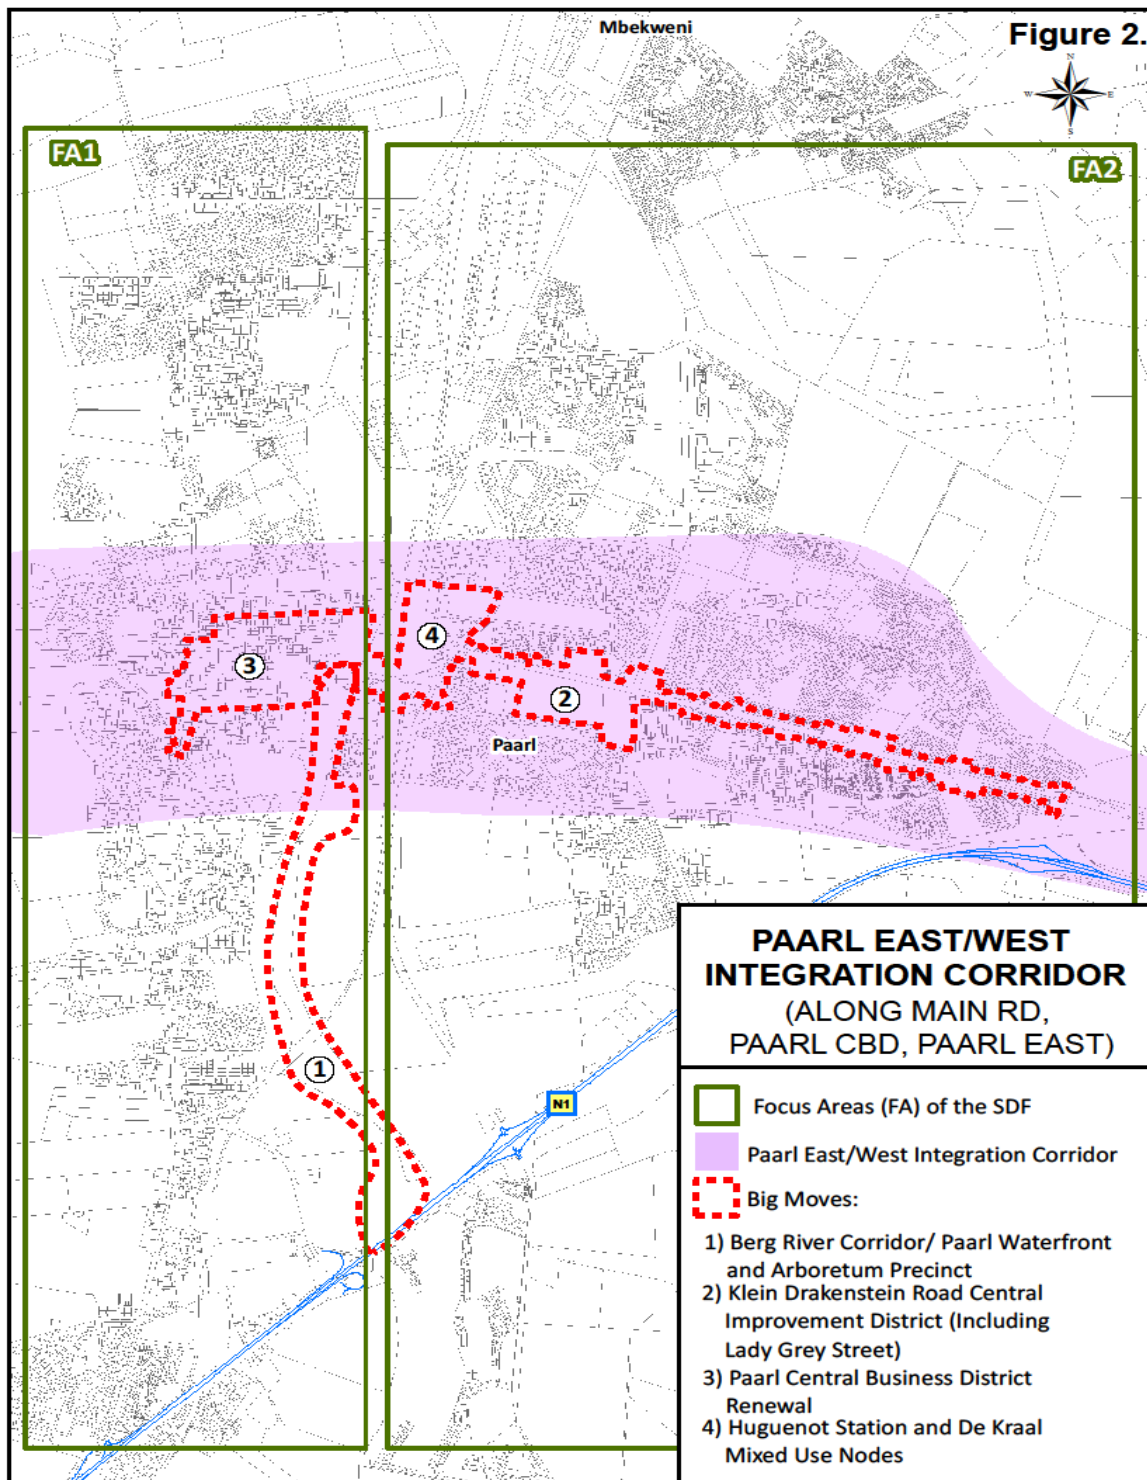 Mbekweni
Figure 2.
N
W
E
S
FA1
FA2
4
3
2
Paarl
1
N1
PAARL EAST/WEST
INTEGRATION CORRIDOR
(ALONG MAIN RD,
PAARL CBD, PAARL EAST)
Focus Areas (FA) of the SDF
Paarl East/West Integration Corridor
Big Moves:
1) Berg River Corridor/ Paarl Waterfront
and Arboretum Precinct
2) Klein Drakenstein Road Central
Improvement District (Including
Lady Grey Street)
3) Paarl Central Business District
Renewal
4) Huguenot Station and De Kraal
Mixed Use Nodes